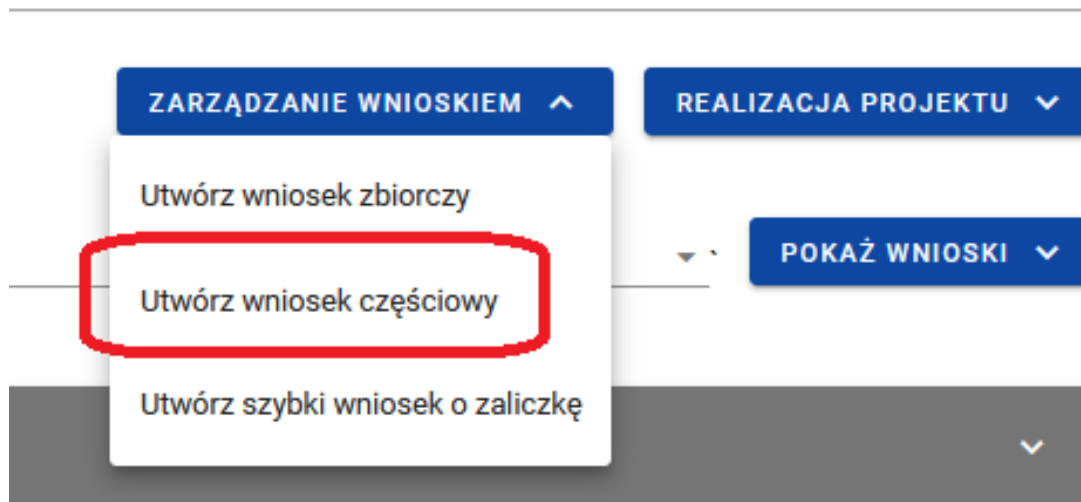 ZARZĄDZANIE WNIOSKIEM
REALIZACJA PROJEKTU
Utwórz wniosek zbiorczy
POKAŻ WNIOSKI
Utwórz wniosek częściowy
Utwórz szybki wniosek o zaliczkę